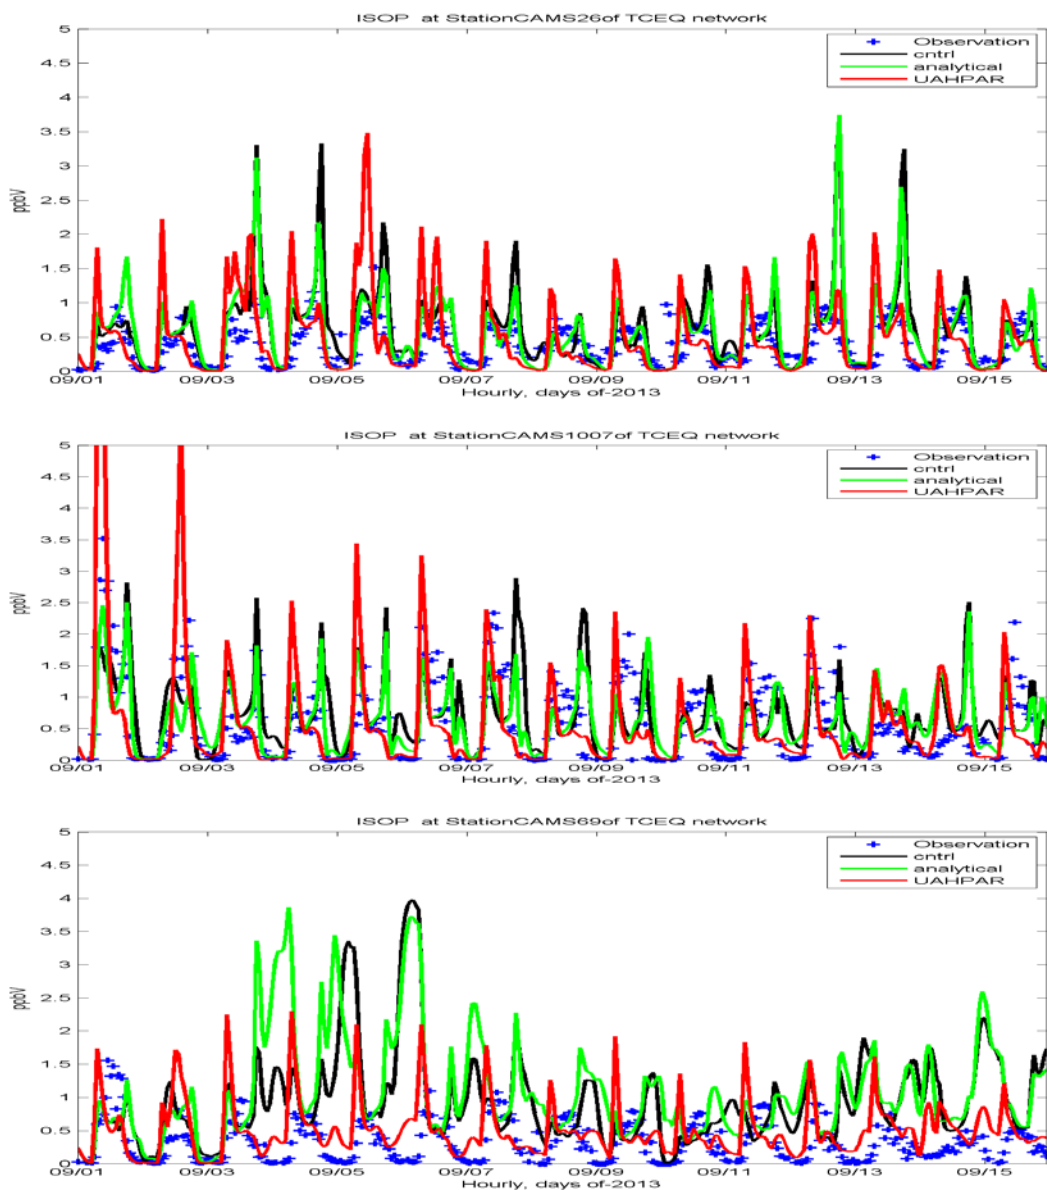 ISOP at StationCAMS26of TCEQ network
5
4.5
4
3.5
3
2.5
2
1.5
1
0.5
0
ppbV
Observation
cntrl
analytical
UAHPAR
09/01 09/03 09/05 09/07 09/09 09/11 09/13 09/15
Hourly, days of-2013
ISOP at StationCAMS1007of TCEQ network
5
4.5
4
3.5
3
2.5
2
1.5
1
0.5
0
ppbV
Observation
cntrl
analytical
UAHPAR
09/01 09/03 09/05 09/07 09/09 09/11 09/13 09/15
Hourly, days of-2013
ISOP at StationCAMS69of TCEQ network
5
4.5
4
3.5
3
2.5
2
1.5
1
0.5
0
ppbV
Observation
cntrl
analytical
UAHPAR
09/01 09/03 09/05 09/07 09/09 09/11 09/13 09/15
Hourly, days of-2013